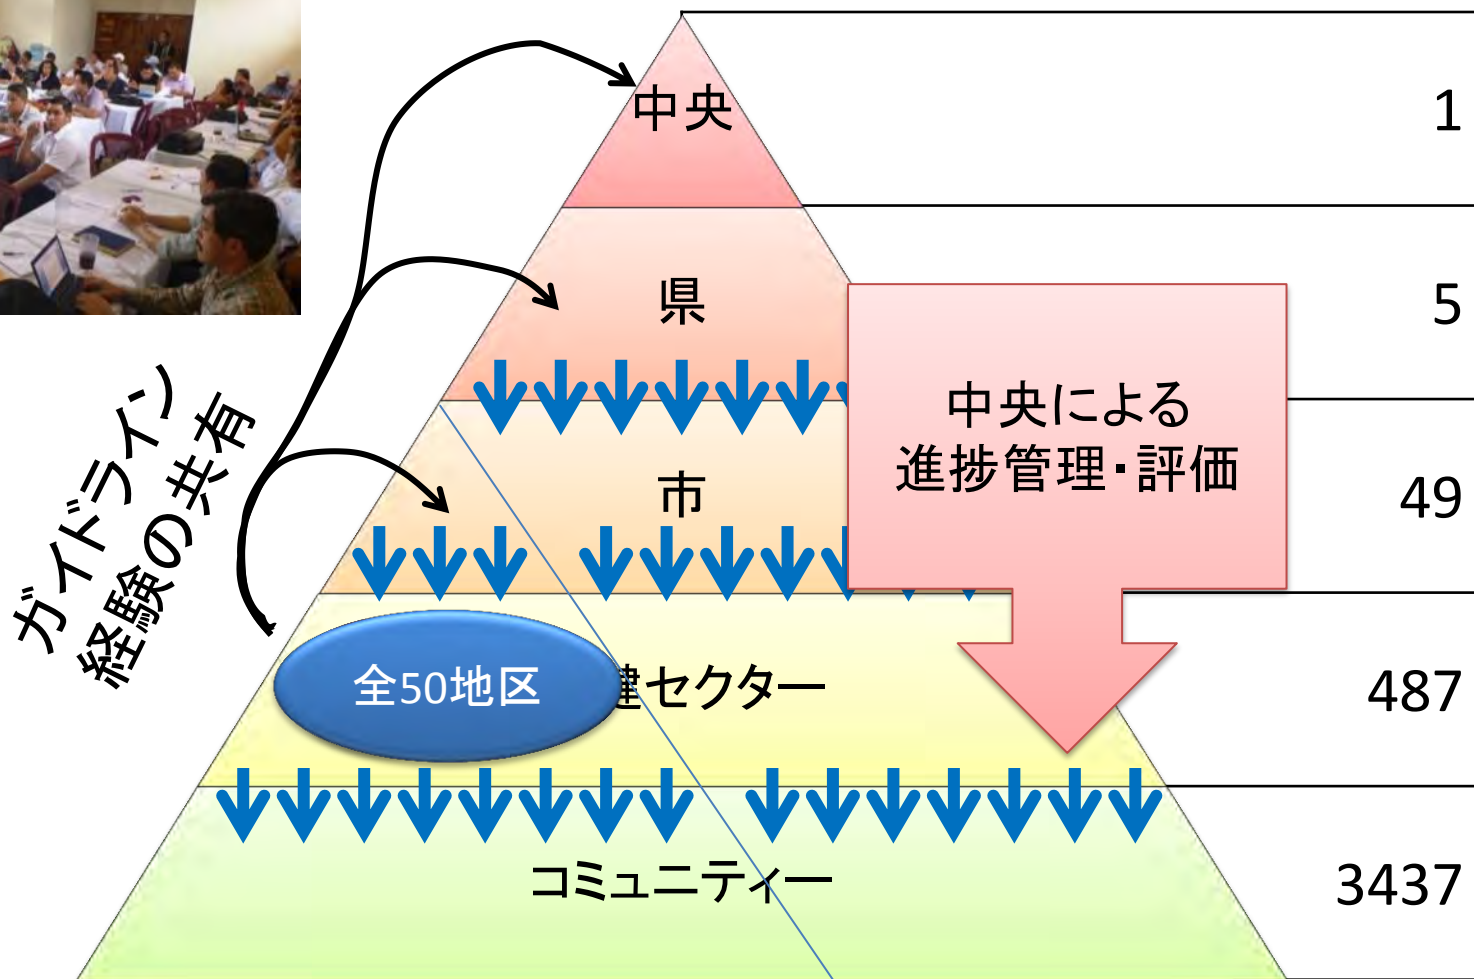 中央
1
県
5
中央による
進捗管理・評価
市
49
ガイドライン
経験の共有
全50地区
健セクター
487
コミュニティー
3437